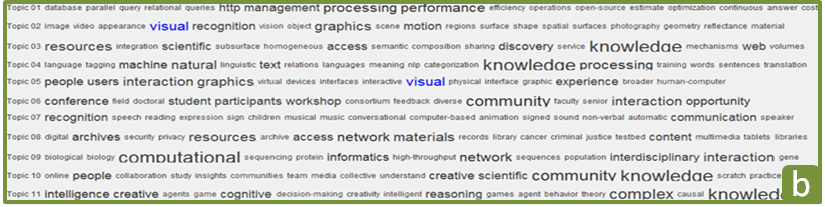 Topic 01 database parallel query relational queries http management processing performance efficiency operations open-source estimate optimization continuous answer cost
Topic 02 image video appearance visual recognition vision object graphics scene motion regions surface shape spatial surfaces photography geometry reflectance material
Topic 03 resources integration scientific subsurface homogeneous access semantic composition sharing discovery service knowledge mechanisms web volumes
Topic 04 language tagging machine natural linguistic text relations languages meaning nlp categorization knowledge processing training words sentences translation
Topic 05 people users interaction graphics virtual devices interfaces interactive visual physical interface graphic experience broader human-computer
Topic 06 conference field doctoral student participants workshop consortium feedback diverse community faculty senior interaction opportunity
Topic 07 recognition speech reading expression sign children musical music conversational computer-based animation signed sound non-verbal automatic communication speaker
Topic 08 digital archives security privacy resources archive access network materials records library cancer criminal justice testbed content multimedia tablets libraries
Topic 09 biological biology computational sequencing protein informatics high-throughput network sequences population interdisciplinary interaction gene
Topic 10 online people collaboration study insights communities team media collective understand creative scientific community knowledge scratch practice
Topic 11 intelligence creative agents game cognitive decision-making creativity intelligent reasoning games agent behavior theory complex causal knowled
b